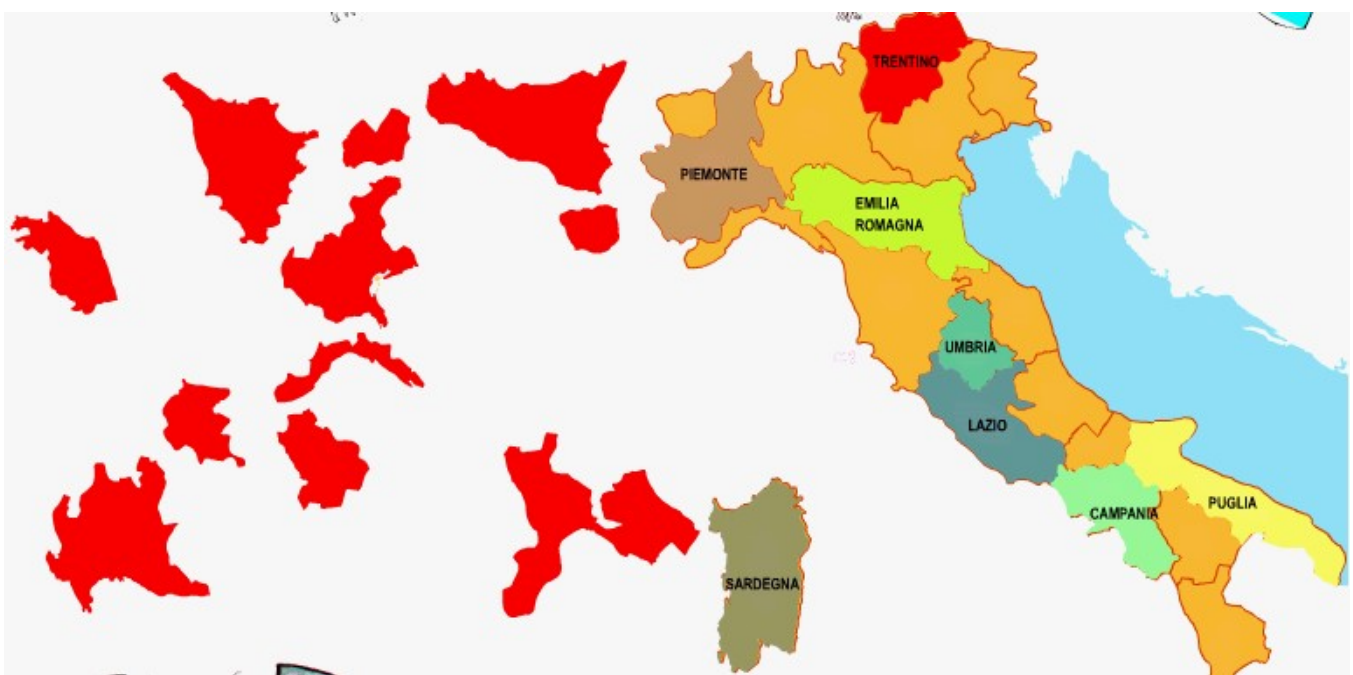 TRENTINO
PIEMONTE
EMILIA
ROMAGNA
UMBRIA
LAZIO
CAMPANIA
PUGLIA
SARDEGNA